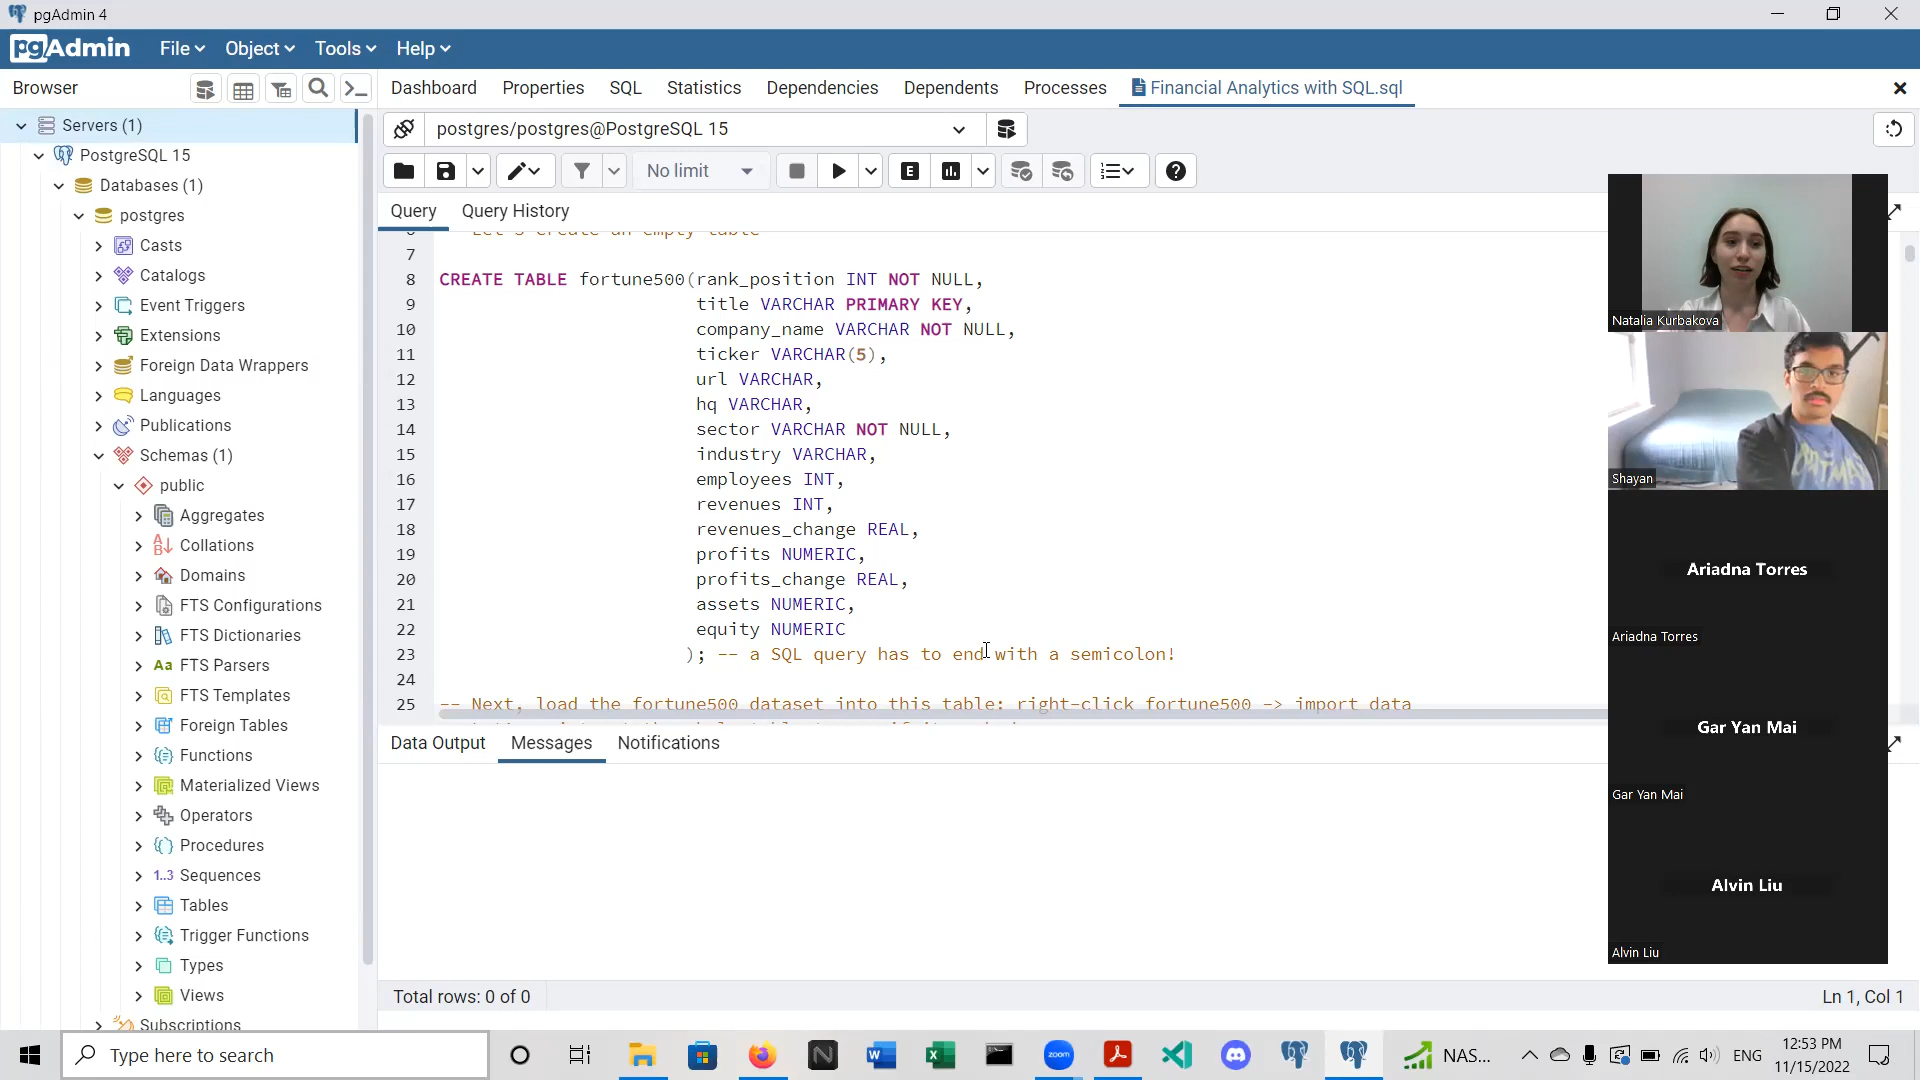 pgAdmin 4
pgAdmin File Object Tools Help
Browser
Dashboard Properties SQL Statistics Dependencies Dependents Processes Financial Analytics with SQL.sql
Servers (1)
PostgreSQL 15
Databases (1)
postgres
Casts
Catalogs
Event Triggers
Extensions
Foreign Data Wrappers
Languages
Publications
Schemas (1)
public
Aggregates
Collations
Domains
FTS Configurations
FTS Dictionaries
Aa FTS Parsers
FTS Templates
Foreign Tables
Functions
Materialized Views
Operators
Procedures
1..3 Sequences
Tables
Trigger Functions
Types
Views
Subscriptions
postgres/postgres@PostgreSQL 15
No limit
E
Query Query History
7
8 CREATE TABLE fortune500(rank_position INT NOT NULL,
9 title VARCHAR PRIMARY KEY,
10 company_name VARCHAR NOT NULL,
11 ticker VARCHAR(5),
12 url VARCHAR,
13 hq VARCHAR,
14 sector VARCHAR NOT NULL,
15 industry VARCHAR,
16 employees INT,
17 revenues INT,
18 revenues_change REAL,
19 profits NUMERIC,
20 profits_change REAL,
21 assets NUMERIC,
22 equity NUMERIC
23 ); -- a SQL query has to end with a semicolon!
24
25 -- Next, load the fortune500 dataset into this table: right-click fortune500 -> import data
Data Output Messages Notifications
Total rows: 0 of 0
Ln 1, Col 1
Natalia Kurbakova
Shayan
Ariadna Torres
Ariadna Torres
Gar Yan Mai
Gar Yan Mai
Alvin Liu
Alvin Liu
Type here to search
zoom
NAS...
ENG
12:53 PM
11/15/2022